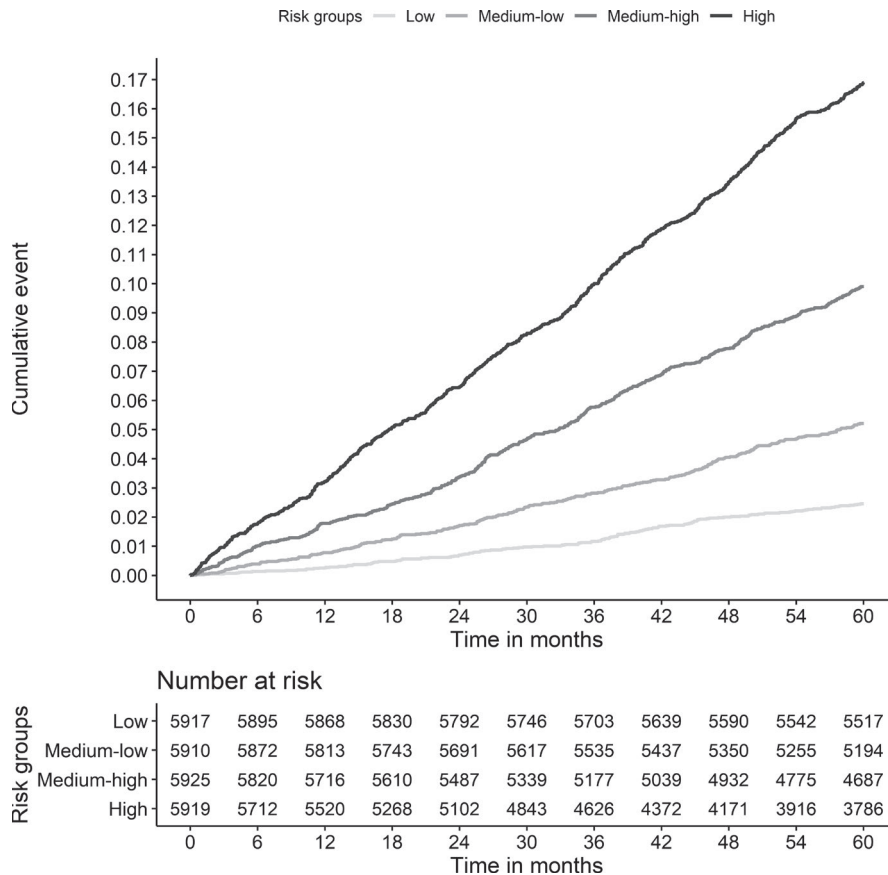 Risk groups Low Medium-low Medium-high High
0.17
0.16
0.15
0.14
0.13
0.12
0.11
0.10
0.09
0.08
0.07
0.06
0.05
0.04
0.03
0.02
0.01
0.00
Cumulative event
0 6 12 18 24 30 36 42 48 54 60
Time in months
Number at risk
Risk groups
Low 5917 5895 5868 5830 5792 5746 5703 5639 5590 5542 5517
Medium-low 5910 5872 5813 5743 5691 5617 5535 5437 5350 5255 5194
Medium-high 5925 5820 5716 5610 5487 5339 5177 5039 4932 4775 4687
High 5919 5712 5520 5268 5102 4843 4626 4372 4171 3916 3786
0 6 12 18 24 30 36 42 48 54 60
Time in months